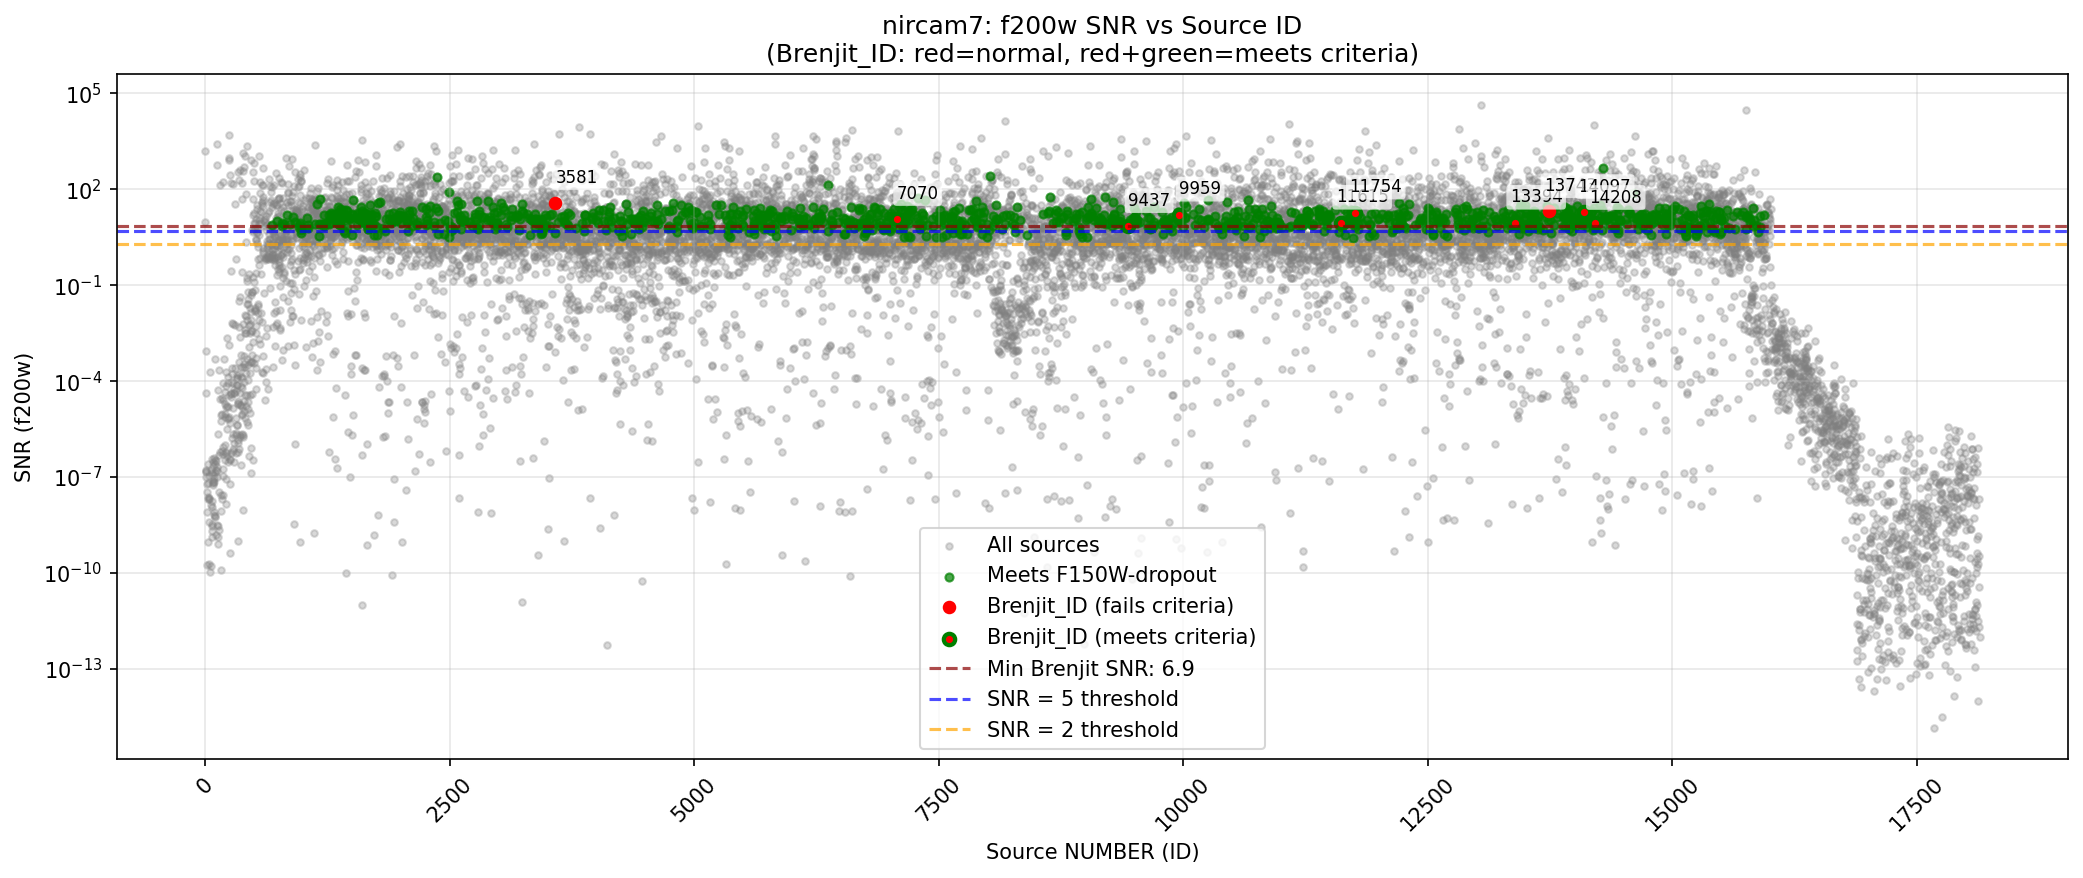 nircam7: f200w SNR vs Source ID
(Brenjit_ID: red=normal, red+green=meets criteria)
SNR (f200w)
10^5
10^2
10^-1
10^-4
10^-7
10^-10
10^-13
3581
7070
9437
9959
11754
13394
14097
14208
All sources
Meets F150W-dropout
Brenjit_ID (fails criteria)
Brenjit_ID (meets criteria)
Min Brenjit SNR: 6.9
SNR = 5 threshold
SNR = 2 threshold
0
2500
5000
7500
10000
12500
15000
17500
Source NUMBER (ID)